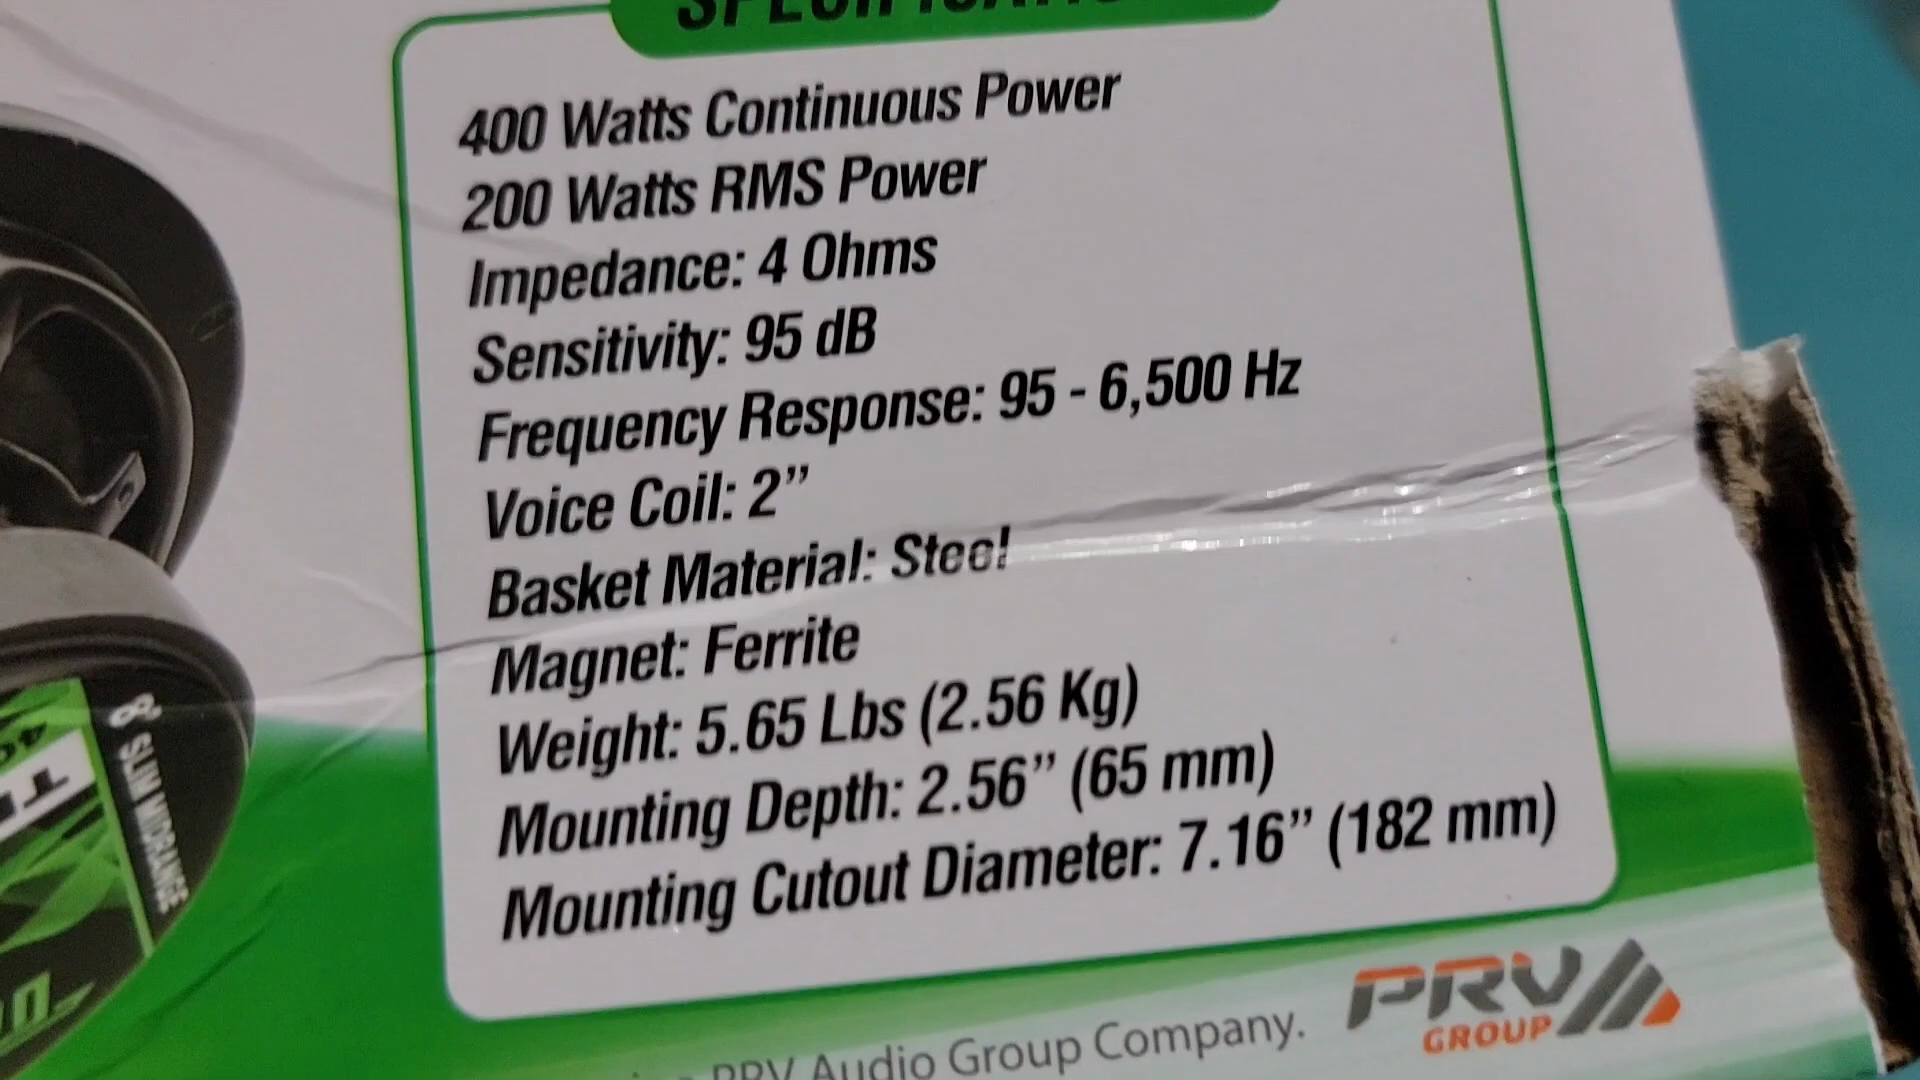 400 Watts Continuous Power
200 Watts RMS Power
Impedance: 4 Ohms
Sensitivity: 95 dB
Frequency Response: 95 - 6,500 Hz
Voice Coil: 2”
Basket Material: Steel
Magnet: Ferrite
Weight: 5.65 Lbs (2.56 Kg)
Mounting Depth: 2.56” (65 mm)
Mounting Cutout Diameter: 7.16” (182 mm)
8" SLIM MIDRANGE
PRV Audio Group Company.
PRV
GROUP